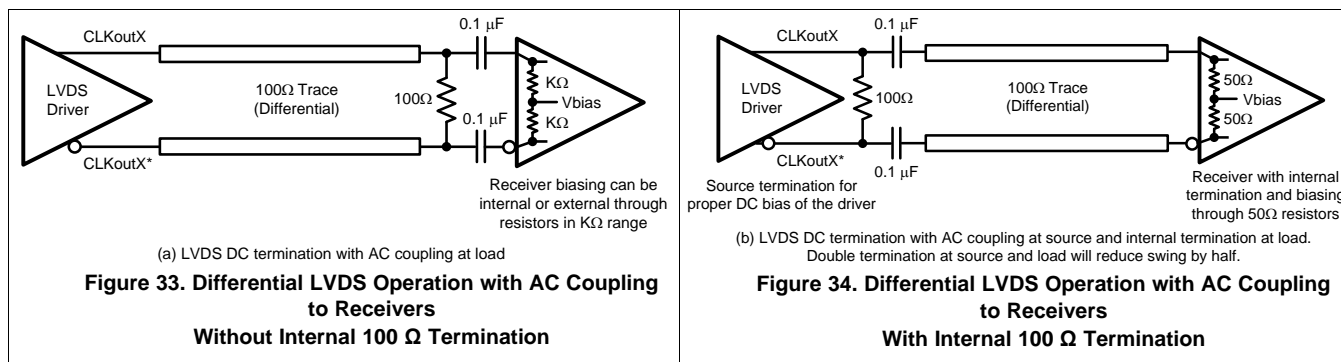 0.1 µF
CLKoutX
LVDS
Driver
100Ω Trace
(Differential)
100Ω
0.1 µF
KΩ
Vbias
KΩ
CLKoutX*
Receiver biasing can be
internal or external through
resistors in KΩ range
(a) LVDS DC termination with AC coupling at load
Figure 33. Differential LVDS Operation with AC Coupling
to Receivers
Without Internal 100 Ω Termination
0.1 µF
CLKoutX
LVDS
Driver
100Ω
100Ω Trace
(Differential)
50Ω
Vbias
50Ω
CLKoutX*
0.1 µF
Source termination for
proper DC bias of the driver
Receiver with internal
termination and biasing
through 50Ω resistors
(b) LVDS DC termination with AC coupling at source and internal termination at load.
Double termination at source and load will reduce swing by half.
Figure 34. Differential LVDS Operation with AC Coupling
to Receivers
With Internal 100 Ω Termination